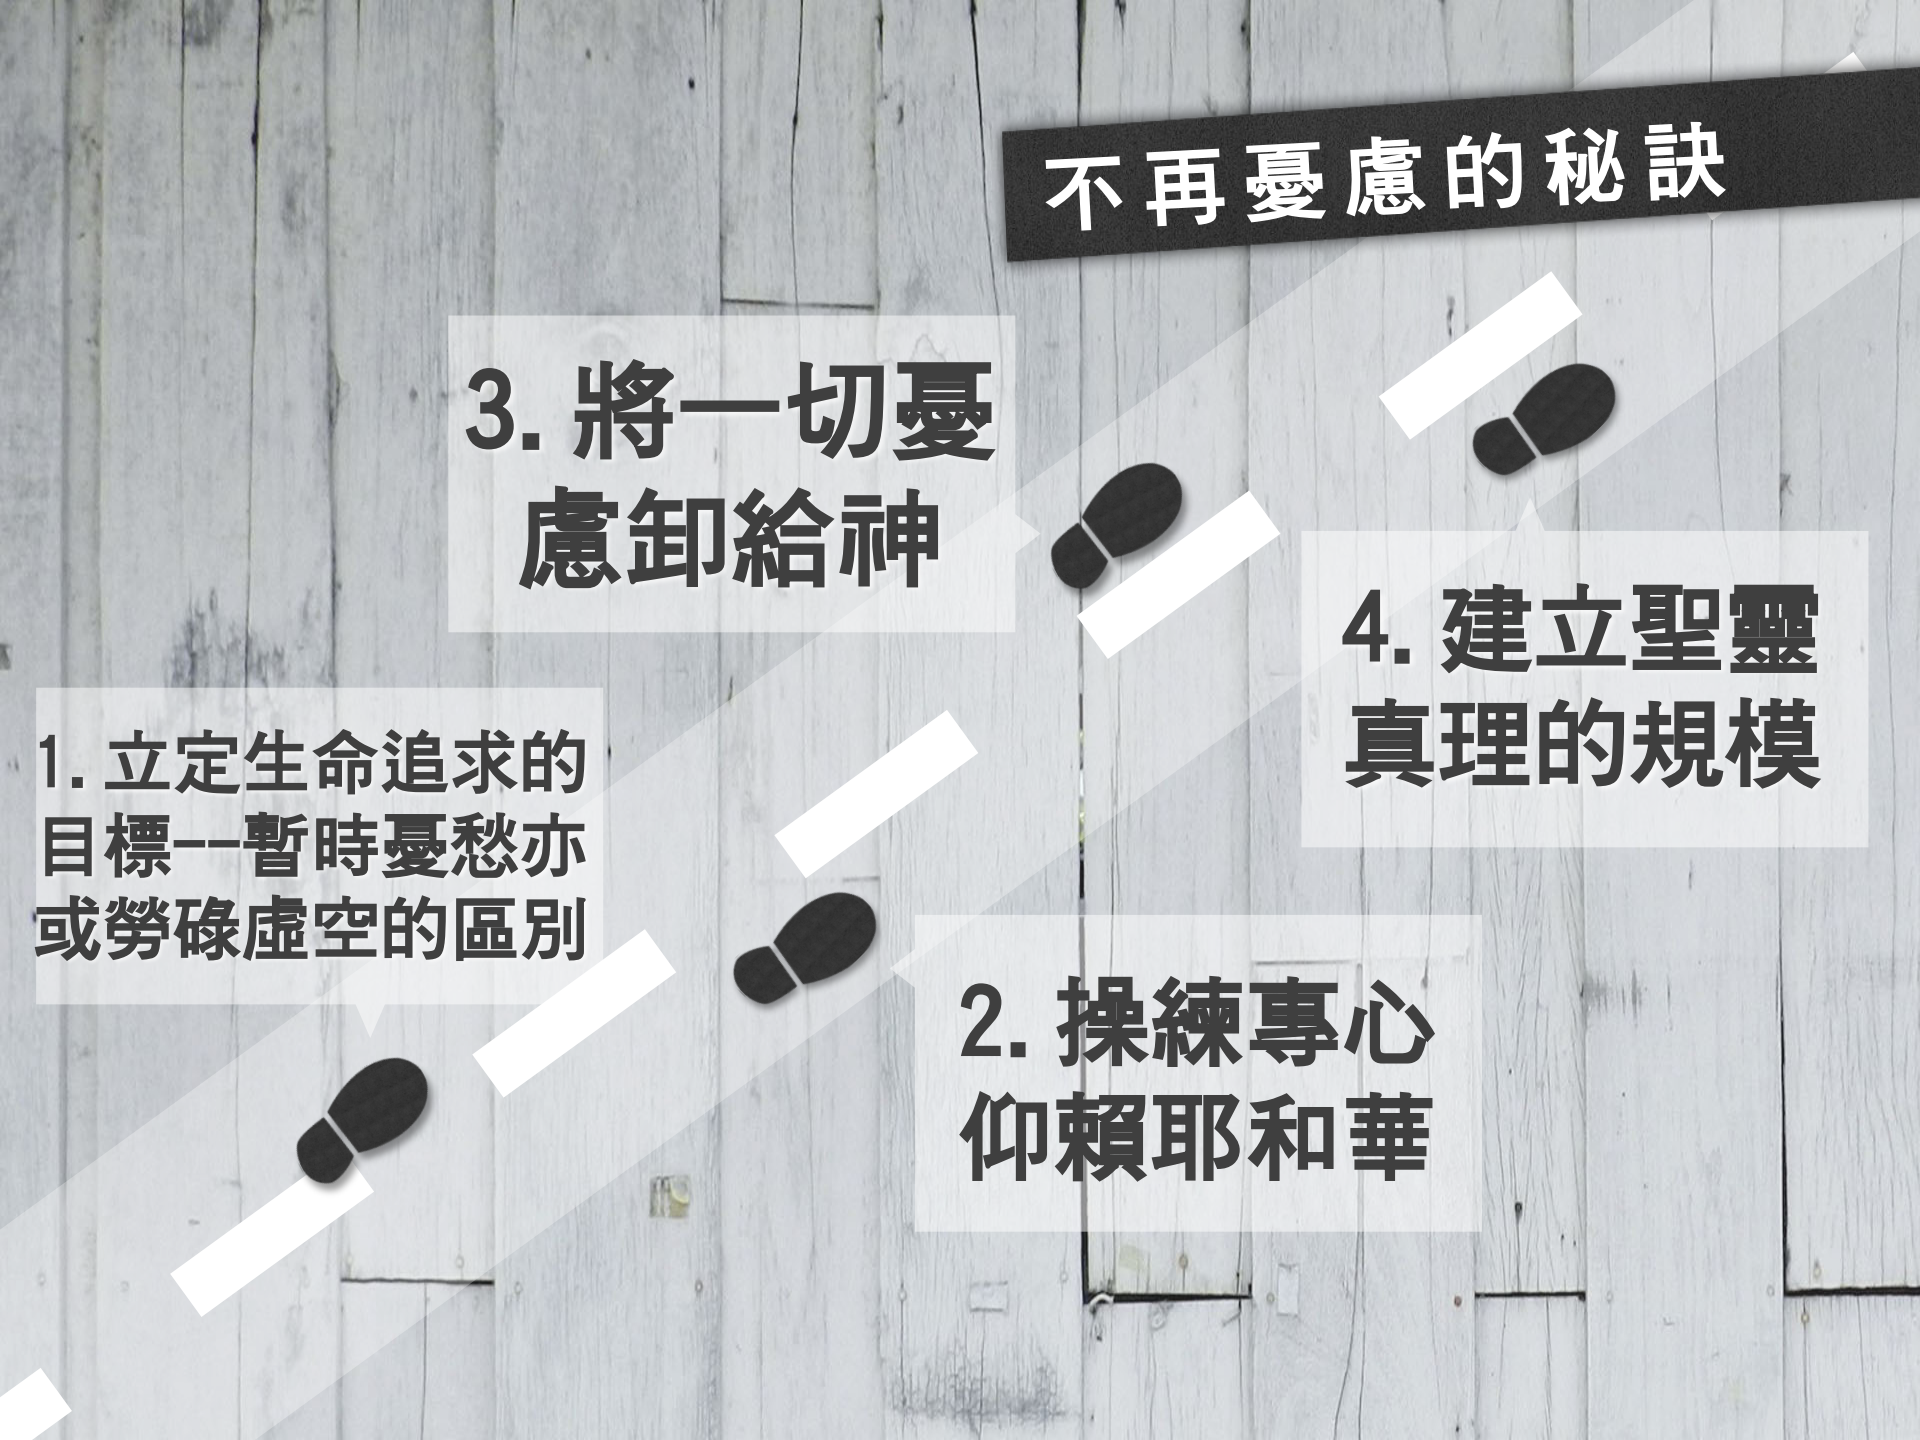 不再憂慮的秘訣
1.立定生命追求的
目標--暫時憂愁亦
或勞碌虛空的區別
2.操練專心
仰賴耶和華
3.將一切憂
慮卸給神
4.建立聖靈
真理的規模